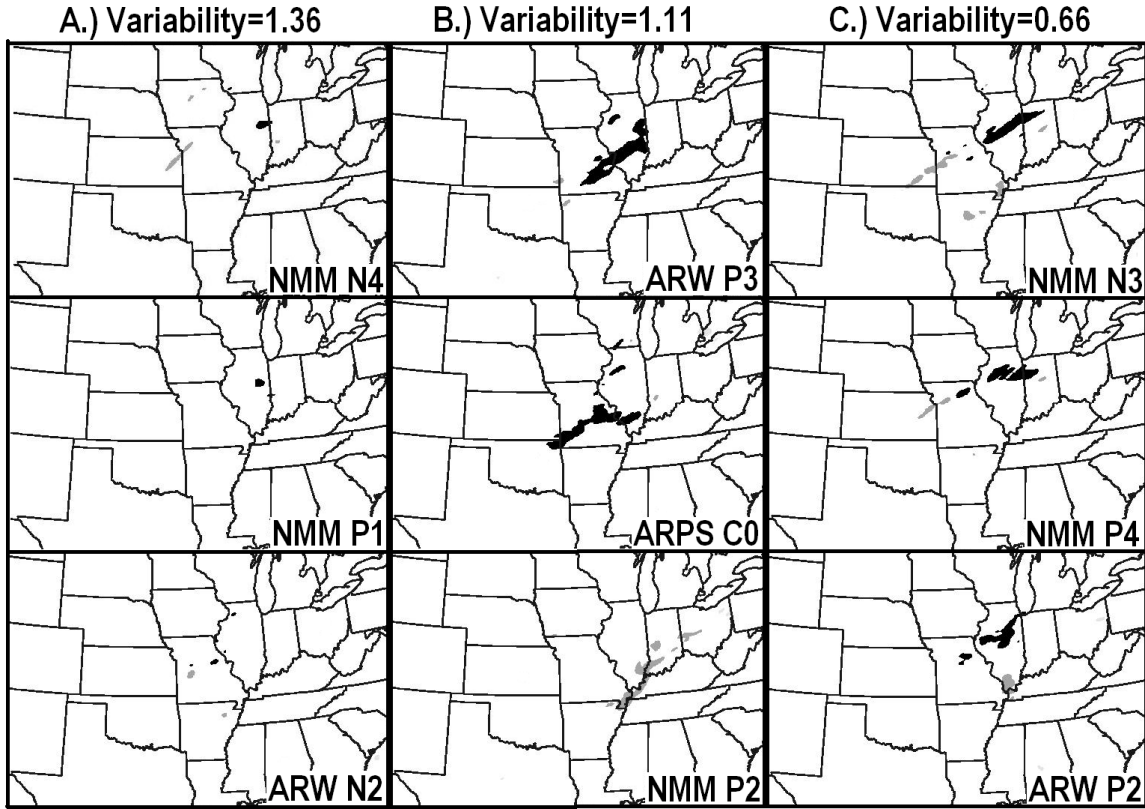 A.) Variability=1.36 B.) Variability=1.11 C.) Variability=0.66
NMM N4 ARW P3 NMM N3
NMM P1 ARPS C0 NMM P4
ARW N2 NMM P2 ARW P2